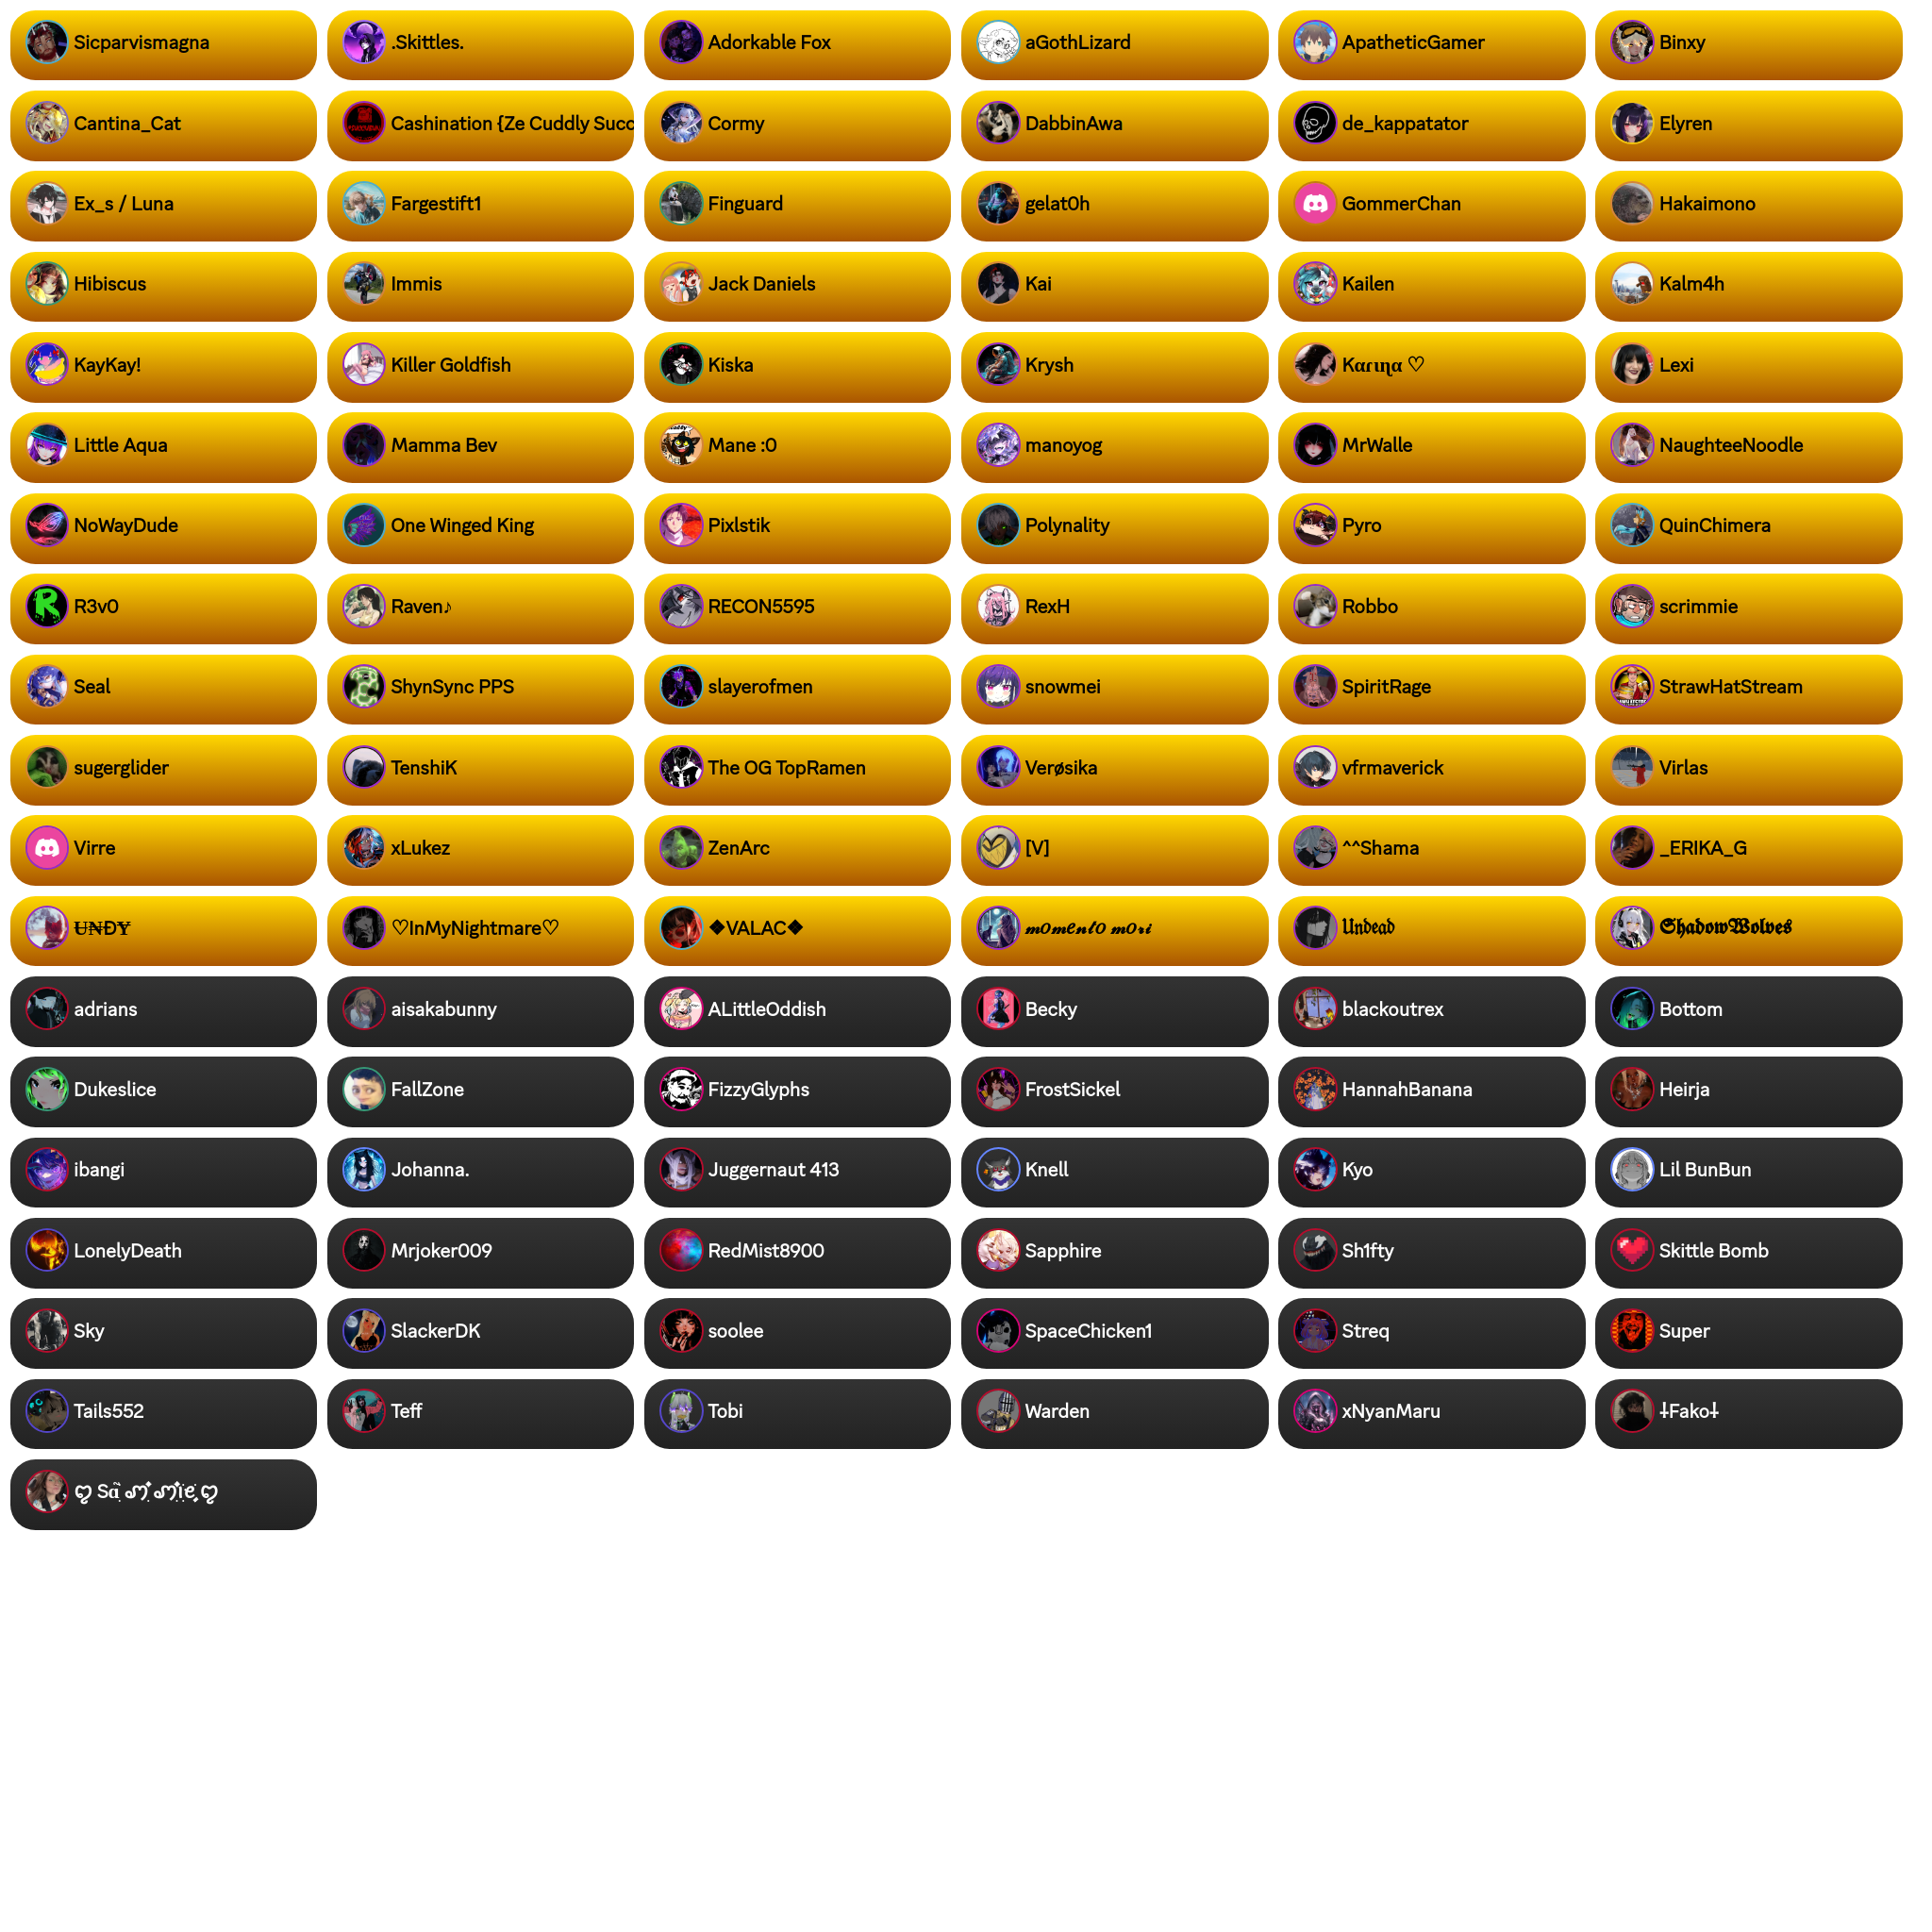 Sicparvismagna
.Skittles.
Adorkable Fox
aGothLizard
ApatheticGamer
Binxy
Cantina_Cat
Cashination {Ze Cuddly Succ
Cormy
DabbinAwa
de_kappatator
Elyren
Ex_s / Luna
Fargestift1
Finguard
gelat0h
GommerChan
Hakaimono
Hibiscus
Immis
Jack Daniels
Kai
Kailen
Kalm4h
KayKay!
Killer Goldfish
Kiska
Krysh
Kαɾιɳα ♡
Lexi
Little Aqua
Mamma Bev
Mane :0
manoyog
MrWalle
NaughteeNoodle
NoWayDude
One Winged King
Pixlstik
Polynality
Pyro
QuinChimera
R3v0
Raven♪
RECON5595
RexH
Robbo
scrimmie
Seal
ShynSync PPS
slayerofmen
snowmei
SpiritRage
StrawHatStream
sugerglider
TenshiK
The OG TopRamen
Verøsika
vfrmaverick
Virlas
Virre
xLukez
ZenArc
[V]
^^Shama
_ERIKA_G
U̶₦ĐɎ
♡InMyNightmare♡
❖VALAC❖
𝓶𝓸𝓶𝓮𝓷𝓽𝓸 𝓶𝓸𝓻𝓲
𝔘𝔫𝔡𝔢𝔞𝔡
𝕾𝖍𝖆𝖉𝖔𝖜𝖂𝖔𝖑𝖛𝖊𝖘
adrians
aisakabunny
ALittleOddish
Becky
blackoutrex
Bottom
Dukeslice
FallZone
FizzyGlyphs
FrostSickel
HannahBanana
Heirja
ibangi
Johanna.
Juggernaut 413
Knell
Kyo
Lil BunBun
LonelyDeath
Mrjoker009
RedMist8900
Sapphire
Sh1fty
Skittle Bomb
Sky
SlackerDK
soolee
SpaceChicken1
Streq
Super
Tails552
Teff
Tobi
Warden
xNyanMaru
⸸Fako⸸